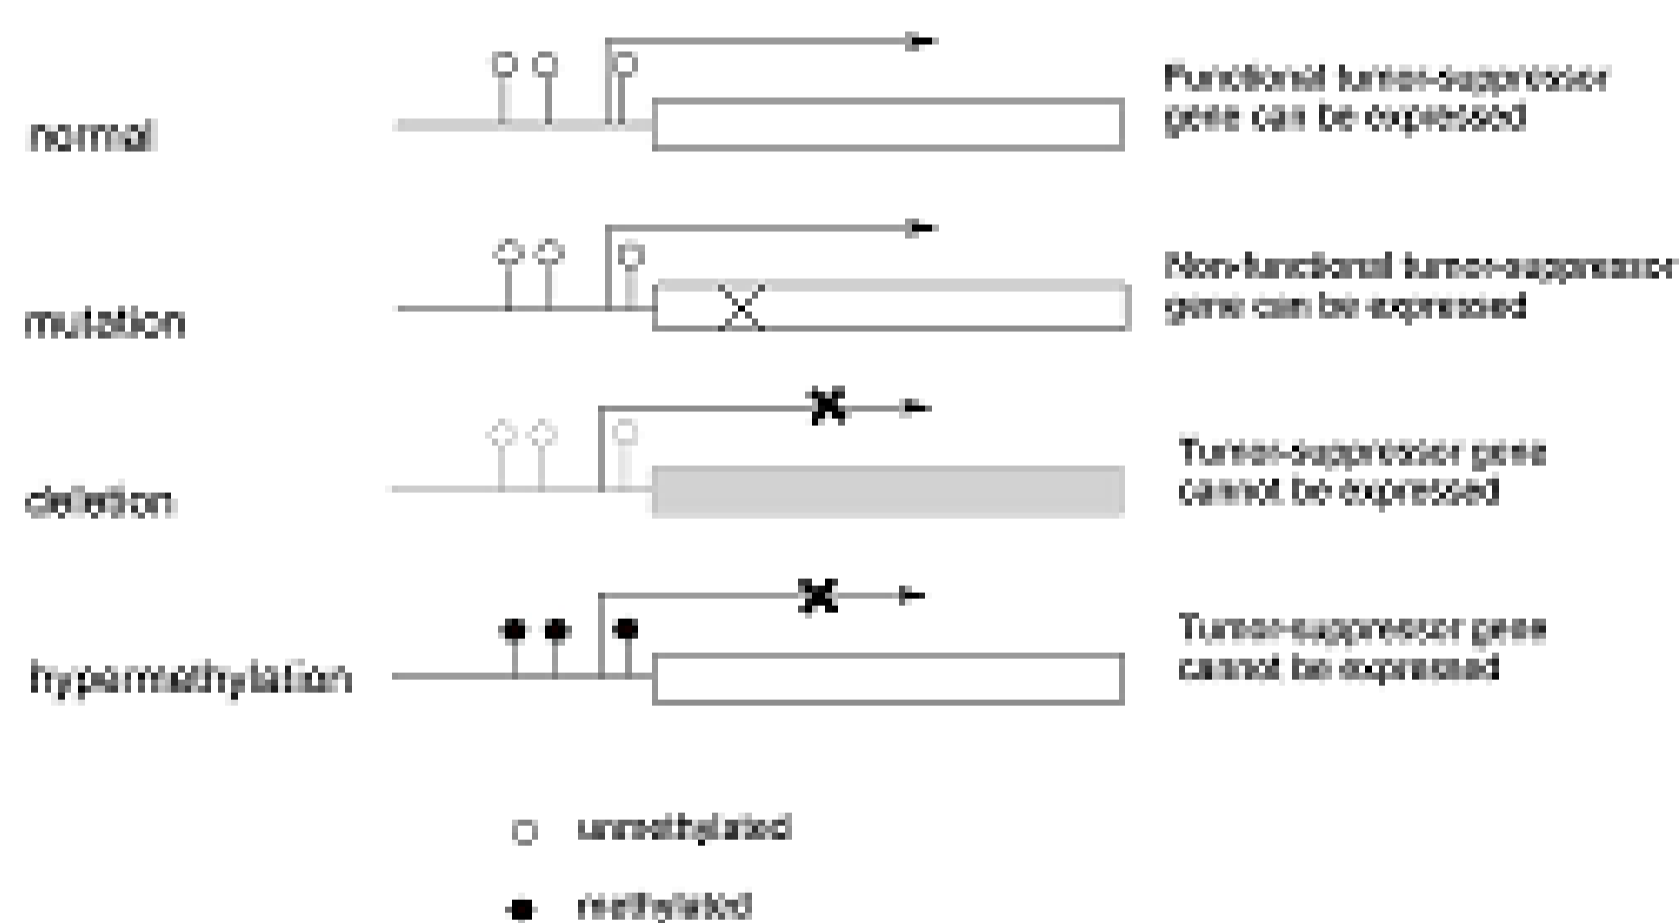 Functional tumor-suppressor
gene can be expressed
normal
Non-functional tumor-suppressor
gene can be expressed
mutation
Tumor-suppressor gene
cannot be expressed
deletion
Tumor-suppressor gene
cannot be expressed
hypermethylation
unmethylated
methylated